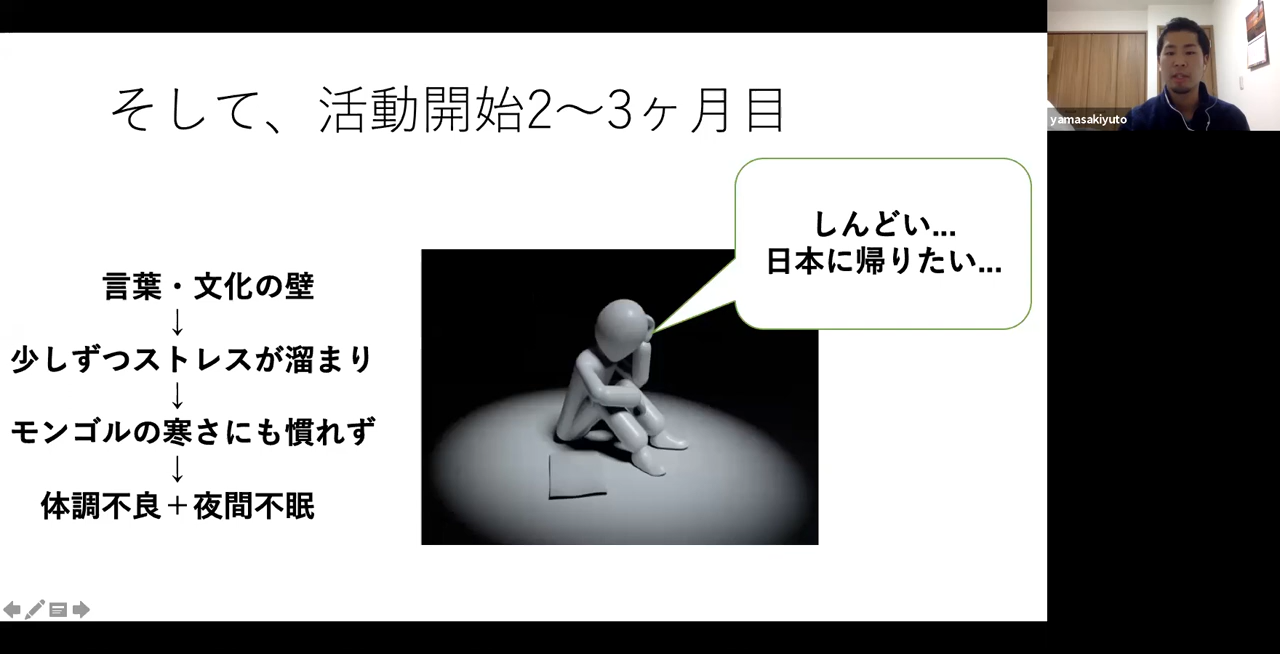 そして、活動開始2～3ヶ月目
しんどい...
日本に帰りたい...
言葉・文化の壁
↓
少しずつストレスが溜まり
↓
モンゴルの寒さにも慣れず
↓
体調不良＋夜間不眠
yamasakiyuto